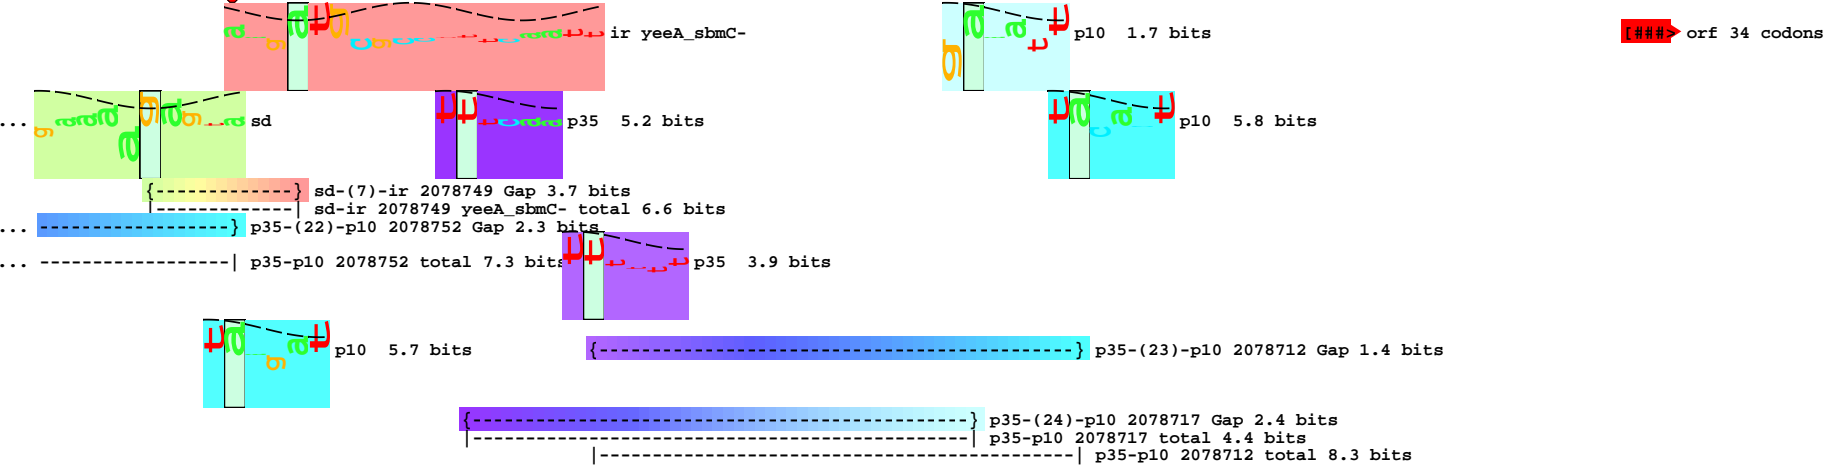 ir yeeA_sbmC-
p10 1.7 bits
[###> orf 34 codons
... sd
p35 5.2 bits
p10 5.8 bits
{-------------} sd-(7)-ir 2078749 Gap 3.7 bits
|-------------| sd-ir 2078749 yeeA_sbmC- total 6.6 bits
... ------------------} p35-(22)-p10 2078752 Gap 2.3 bits
... ------------------| p35-p10 2078752 total 7.3 bits
p35 3.9 bits
p10 5.7 bits
{---------------------------------------------} p35-(23)-p10 2078712 Gap 1.4 bits
{-----------------------------------------------} p35-(24)-p10 2078717 Gap 2.4 bits
|-----------------------------------------------| p35-p10 2078717 total 4.4 bits
|---------------------------------------------| p35-p10 2078712 total 8.3 bits